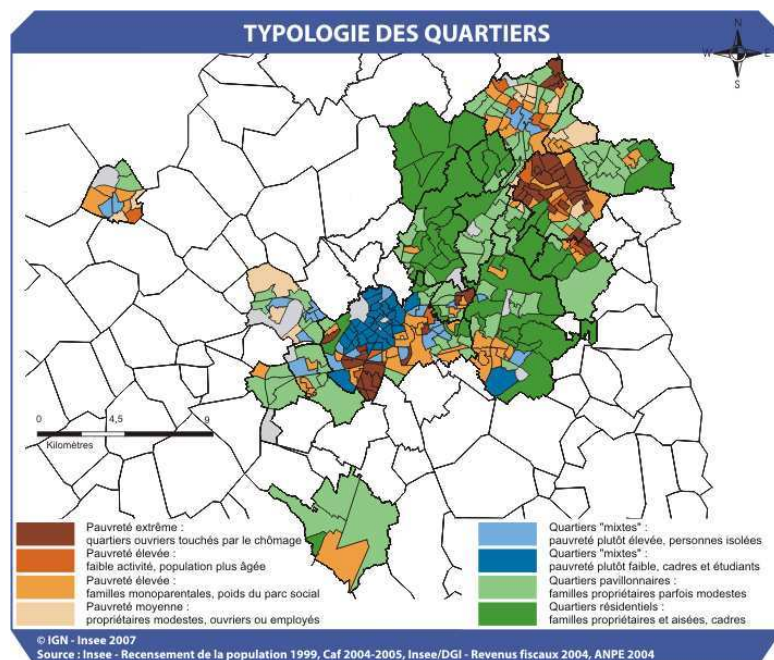 TYPOLOGIE DES QUARTIERS
N
W
E
S
0
4,5
9
Kilomètres
Pauvreté extrême :
quartiers ouvriers touchés par le chômage
Pauvreté élevée :
faible activité, population plus âgée
Pauvreté élevée :
familles monoparentales, poids du parc social
Pauvreté moyenne :
propriétaires modestes, ouvriers ou employés
Quartiers "mixtes" :
pauvreté plutôt élevée, personnes isolées
Quartiers "mixtes" :
pauvreté plutôt faible, cadres et étudiants
Quartiers pavillonnaires :
familles propriétaires parfois modestes
Quartiers résidentiels :
familles propriétaires et aisées, cadres
© IGN - Insee 2007
Source : Insee - Recensement de la population 1999, Caf 2004-2005, Insee/DGI - Revenus fiscaux 2004, ANPE 2004